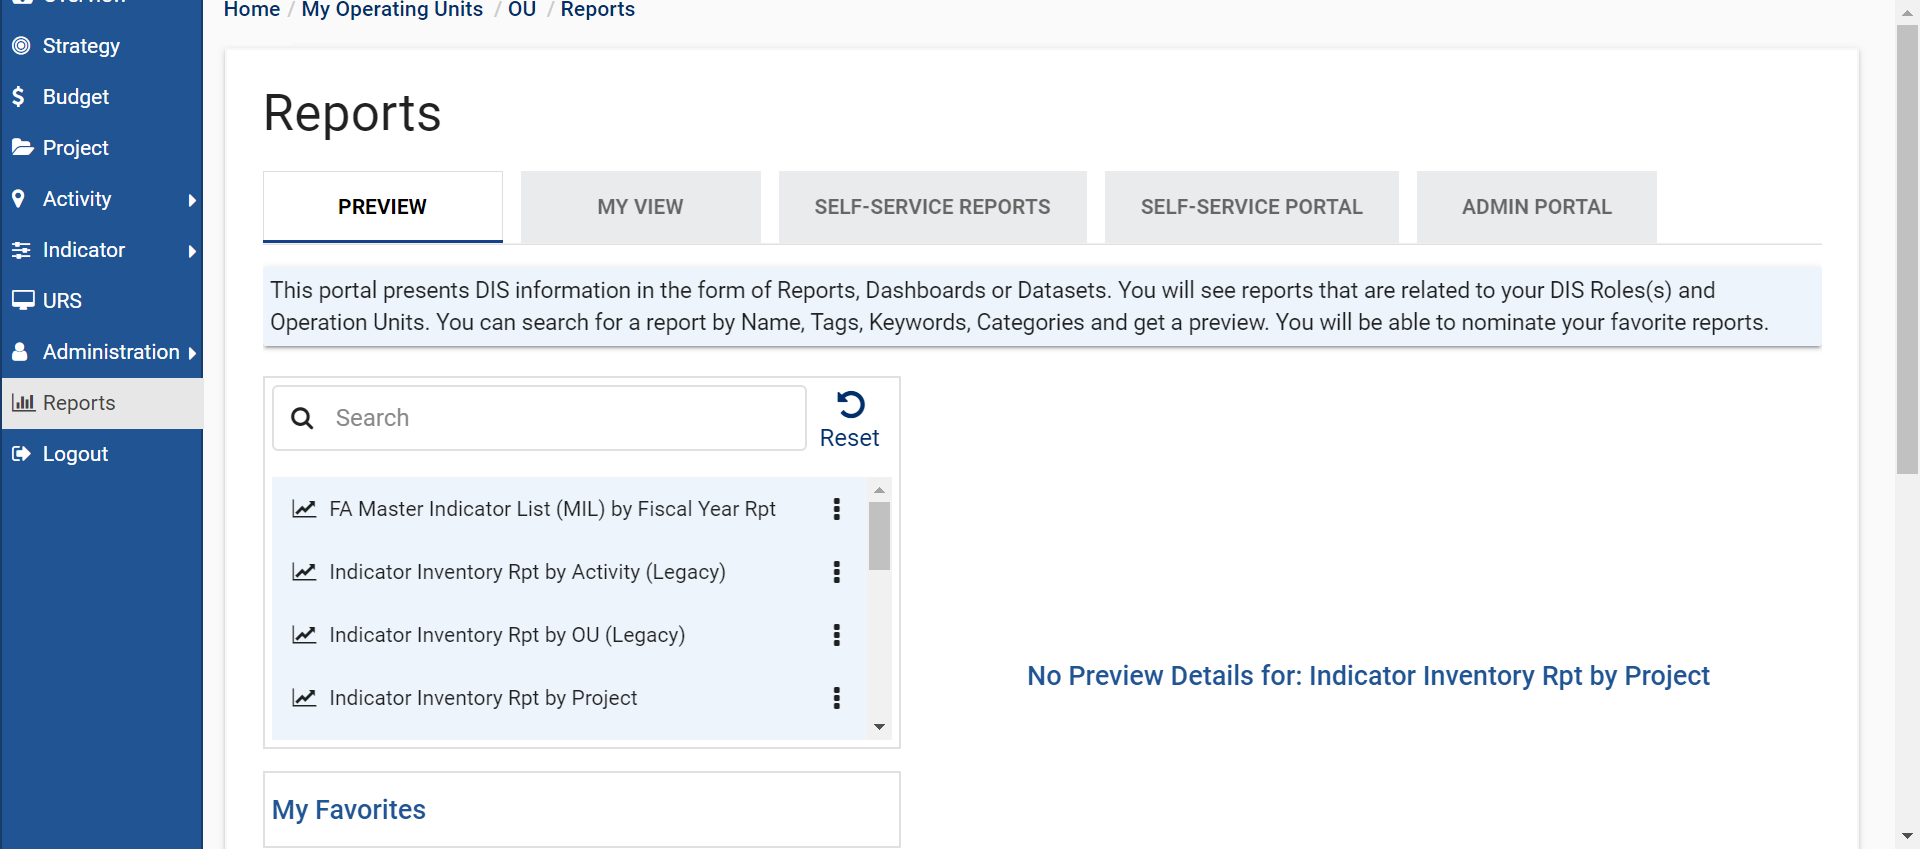 Overview
Strategy
Budget
Project
Activity
Indicator
URS
Administration
Reports
Logout
Home / My Operating Units / OU / Reports
Reports
PREVIEW
MY VIEW
SELF-SERVICE REPORTS
SELF-SERVICE PORTAL
ADMIN PORTAL
This portal presents DIS information in the form of Reports, Dashboards or Datasets. You will see reports that are related to your DIS Roles(s) and
Operation Units. You can search for a report by Name, Tags, Keywords, Categories and get a preview. You will be able to nominate your favorite reports.
Search
Reset
FA Master Indicator List (MIL) by Fiscal Year Rpt
Indicator Inventory Rpt by Activity (Legacy)
Indicator Inventory Rpt by OU (Legacy)
Indicator Inventory Rpt by Project
No Preview Details for: Indicator Inventory Rpt by Project
My Favorites